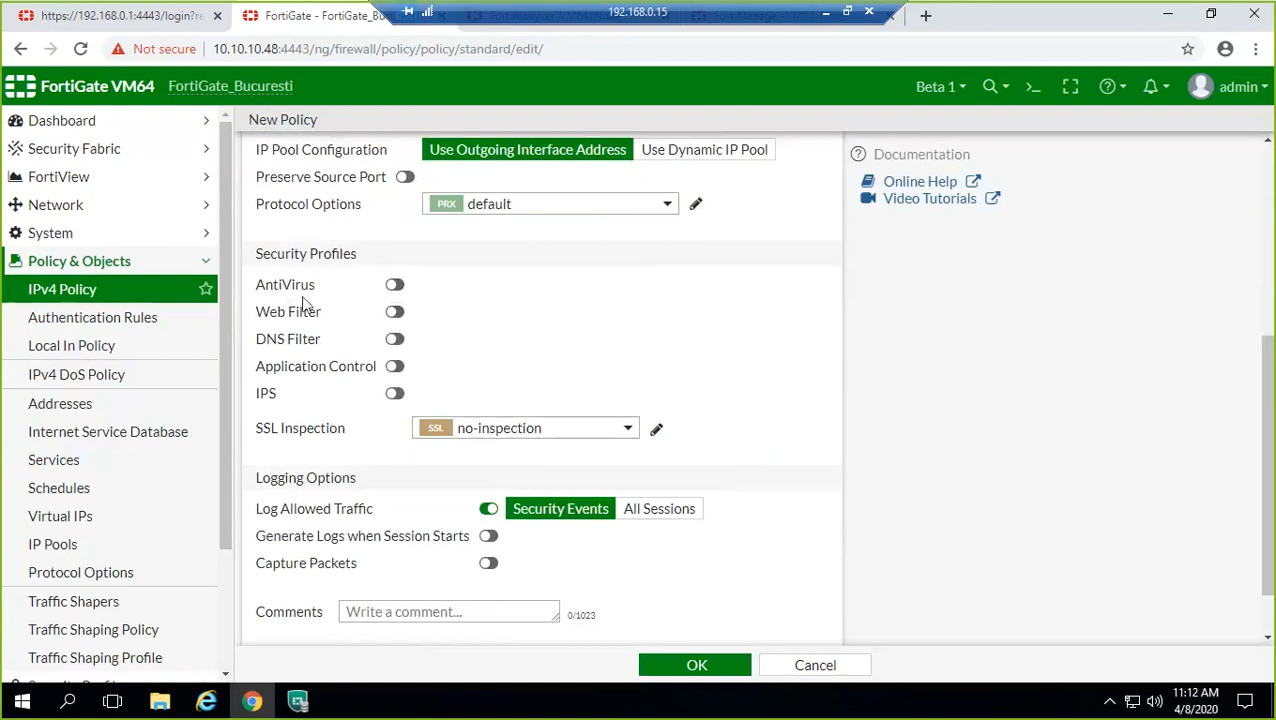 https://192.168.0.1:4443/login?re
FortiGate - FortiGate_Bu
192.168.0.15
Not secure
10.10.10.48:4443/ng/firewall/policy/policy/standard/edit/
FortiGate VM64
FortiGate_Bucuresti
Beta 1
admin
Dashboard
Security Fabric
FortiView
Network
System
Policy & Objects
IPv4 Policy
Authentication Rules
Local In Policy
IPv4 DoS Policy
Addresses
Internet Service Database
Services
Schedules
Virtual IPs
IP Pools
Protocol Options
Traffic Shapers
Traffic Shaping Policy
Traffic Shaping Profile
New Policy
IP Pool Configuration Use Outgoing Interface Address Use Dynamic IP Pool
Preserve Source Port
Protocol Options PRX default
Security Profiles
AntiVirus
Web Filter
DNS Filter
Application Control
IPS
SSL Inspection SSL no-inspection
Logging Options
Log Allowed Traffic Security Events All Sessions
Generate Logs when Session Starts
Capture Packets
Comments Write a comment... 0/1023
OK Cancel
Documentation
Online Help
Video Tutorials
11:12 AM
4/8/2020